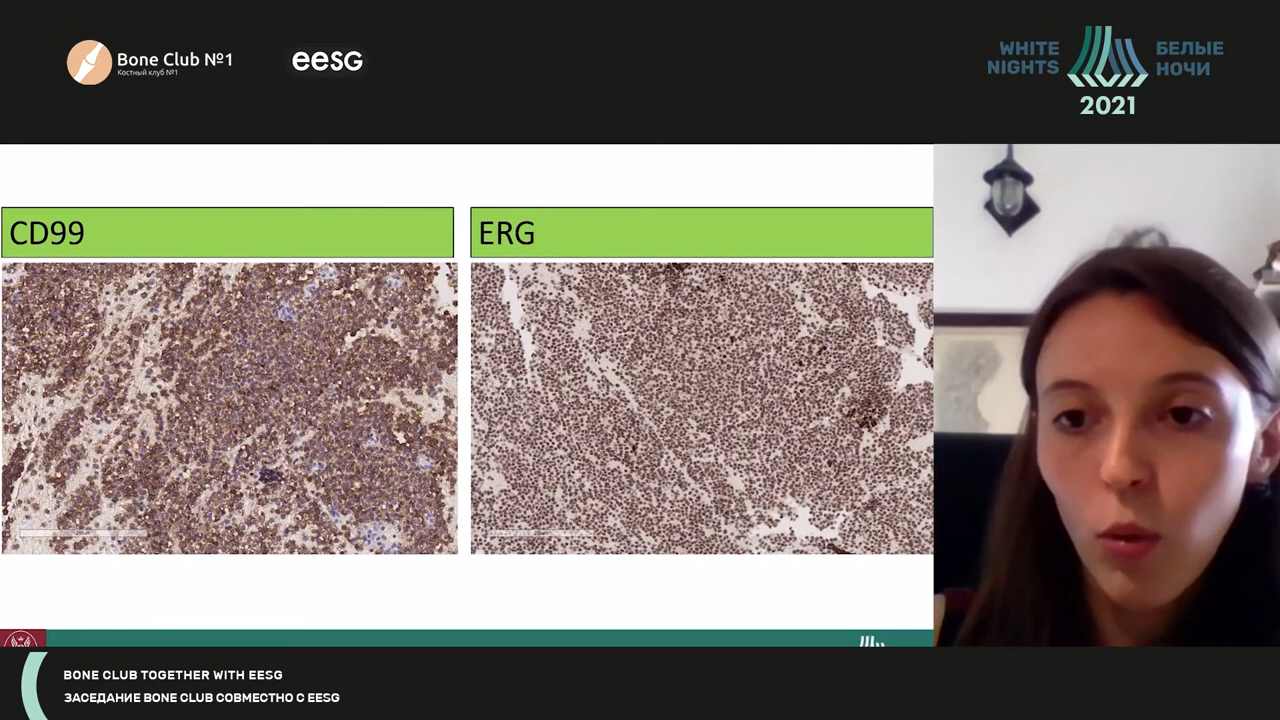 Bone Club №1
Костный клуб №1
eesg
WHITE NIGHTS
БЕЛЫЕ НОЧИ
2021
CD99
ERG
BONE CLUB TOGETHER WITH EESG
ЗАСЕДАНИЕ BONE CLUB СОВМЕСТНО С EESG